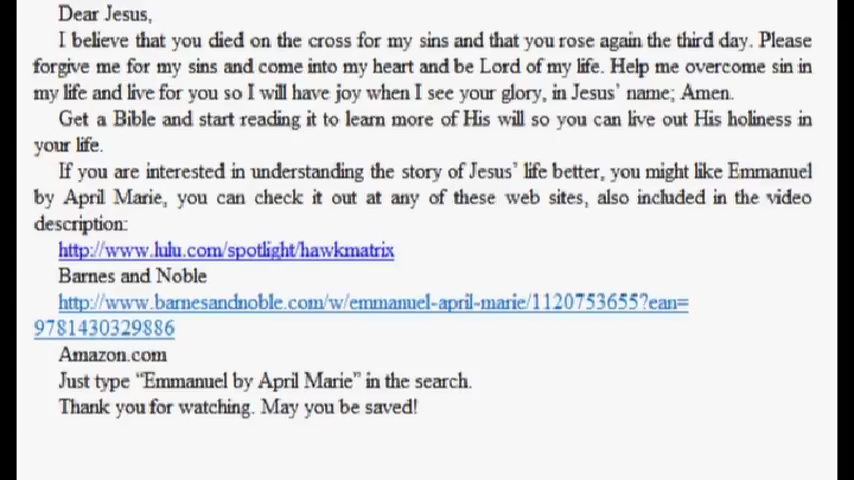 Dear Jesus,
I believe that you died on the cross for my sins and that you rose again the third day. Please
forgive me for my sins and come into my heart and be Lord of my life. Help me overcome sin in
my life and live for you so I will have joy when I see your glory, in Jesus’ name; Amen.
Get a Bible and start reading it to learn more of His will so you can live out His holiness in
your life.
If you are interested in understanding the story of Jesus’ life better, you might like Emmanuel
by April Marie, you can check it out at any of these web sites, also included in the video
description:
http://www.lulu.com/spotlight/hawkmatrix
Barnes and Noble
http://www.barnesandnoble.com/w/emmanuel-april-marie/1120753655?ean=
9781430329886
Amazon.com
Just type “Emmanuel by April Marie” in the search.
Thank you for watching. May you be saved!